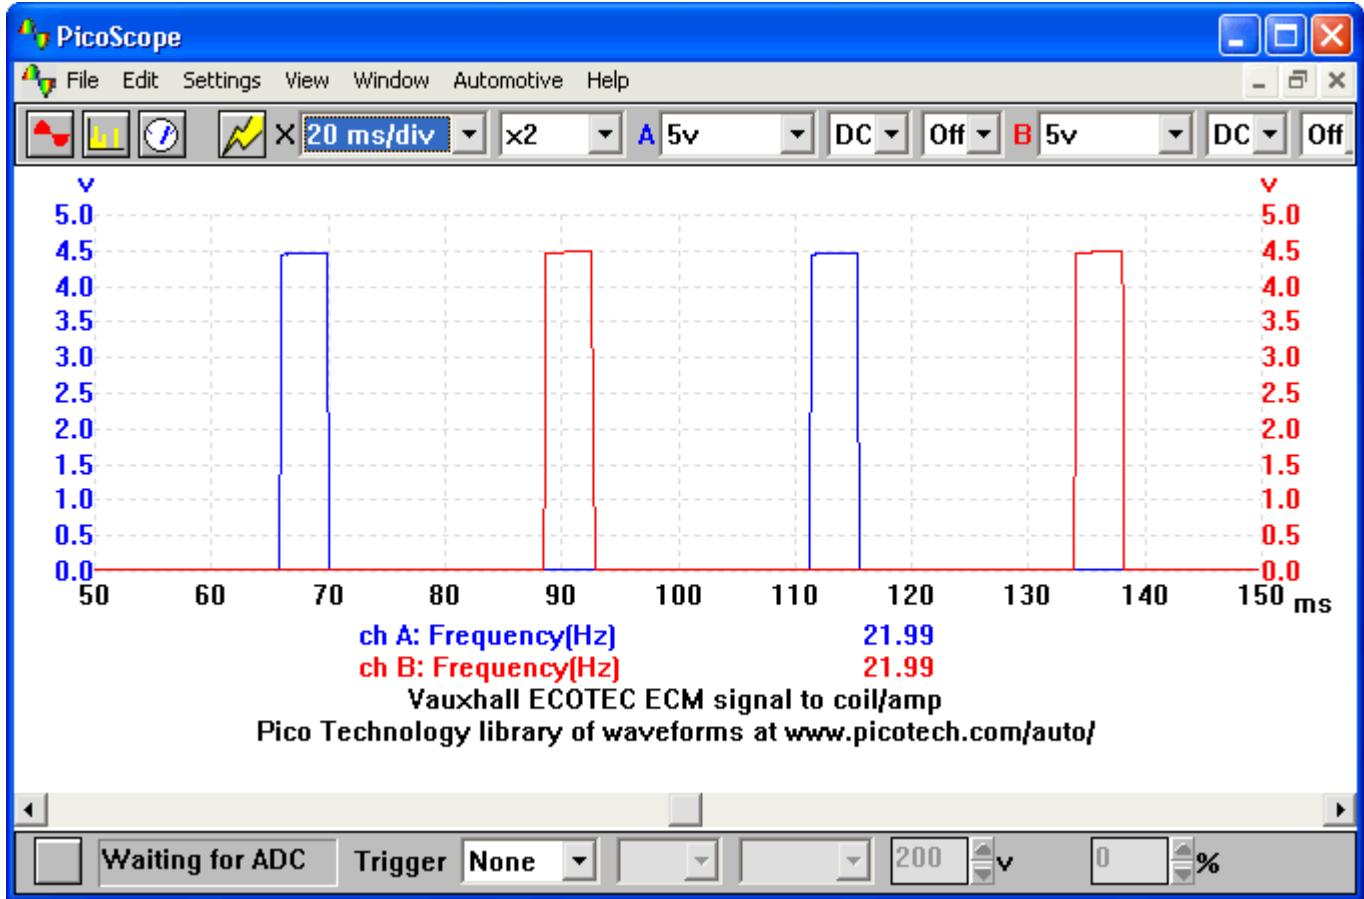 PicoScope
File Edit Settings View Window Automotive Help
X 20 ms/div x2 A 5v DC Off B 5v DC Off
v v
5.0 5.0
4.5 4.5
4.0 4.0
3.5 3.5
3.0 3.0
2.5 2.5
2.0 2.0
1.5 1.5
1.0 1.0
0.5 0.5
0.0 0.0
50 60 70 80 90 100 110 120 130 140 150 ms
ch A: Frequency(Hz) 21.99
ch B: Frequency(Hz) 21.99
Vauxhall ECOTEC ECM signal to coil/amp
Pico Technology library of waveforms at www.picotech.com/auto/
Waiting for ADC Trigger None 200 v 0 %